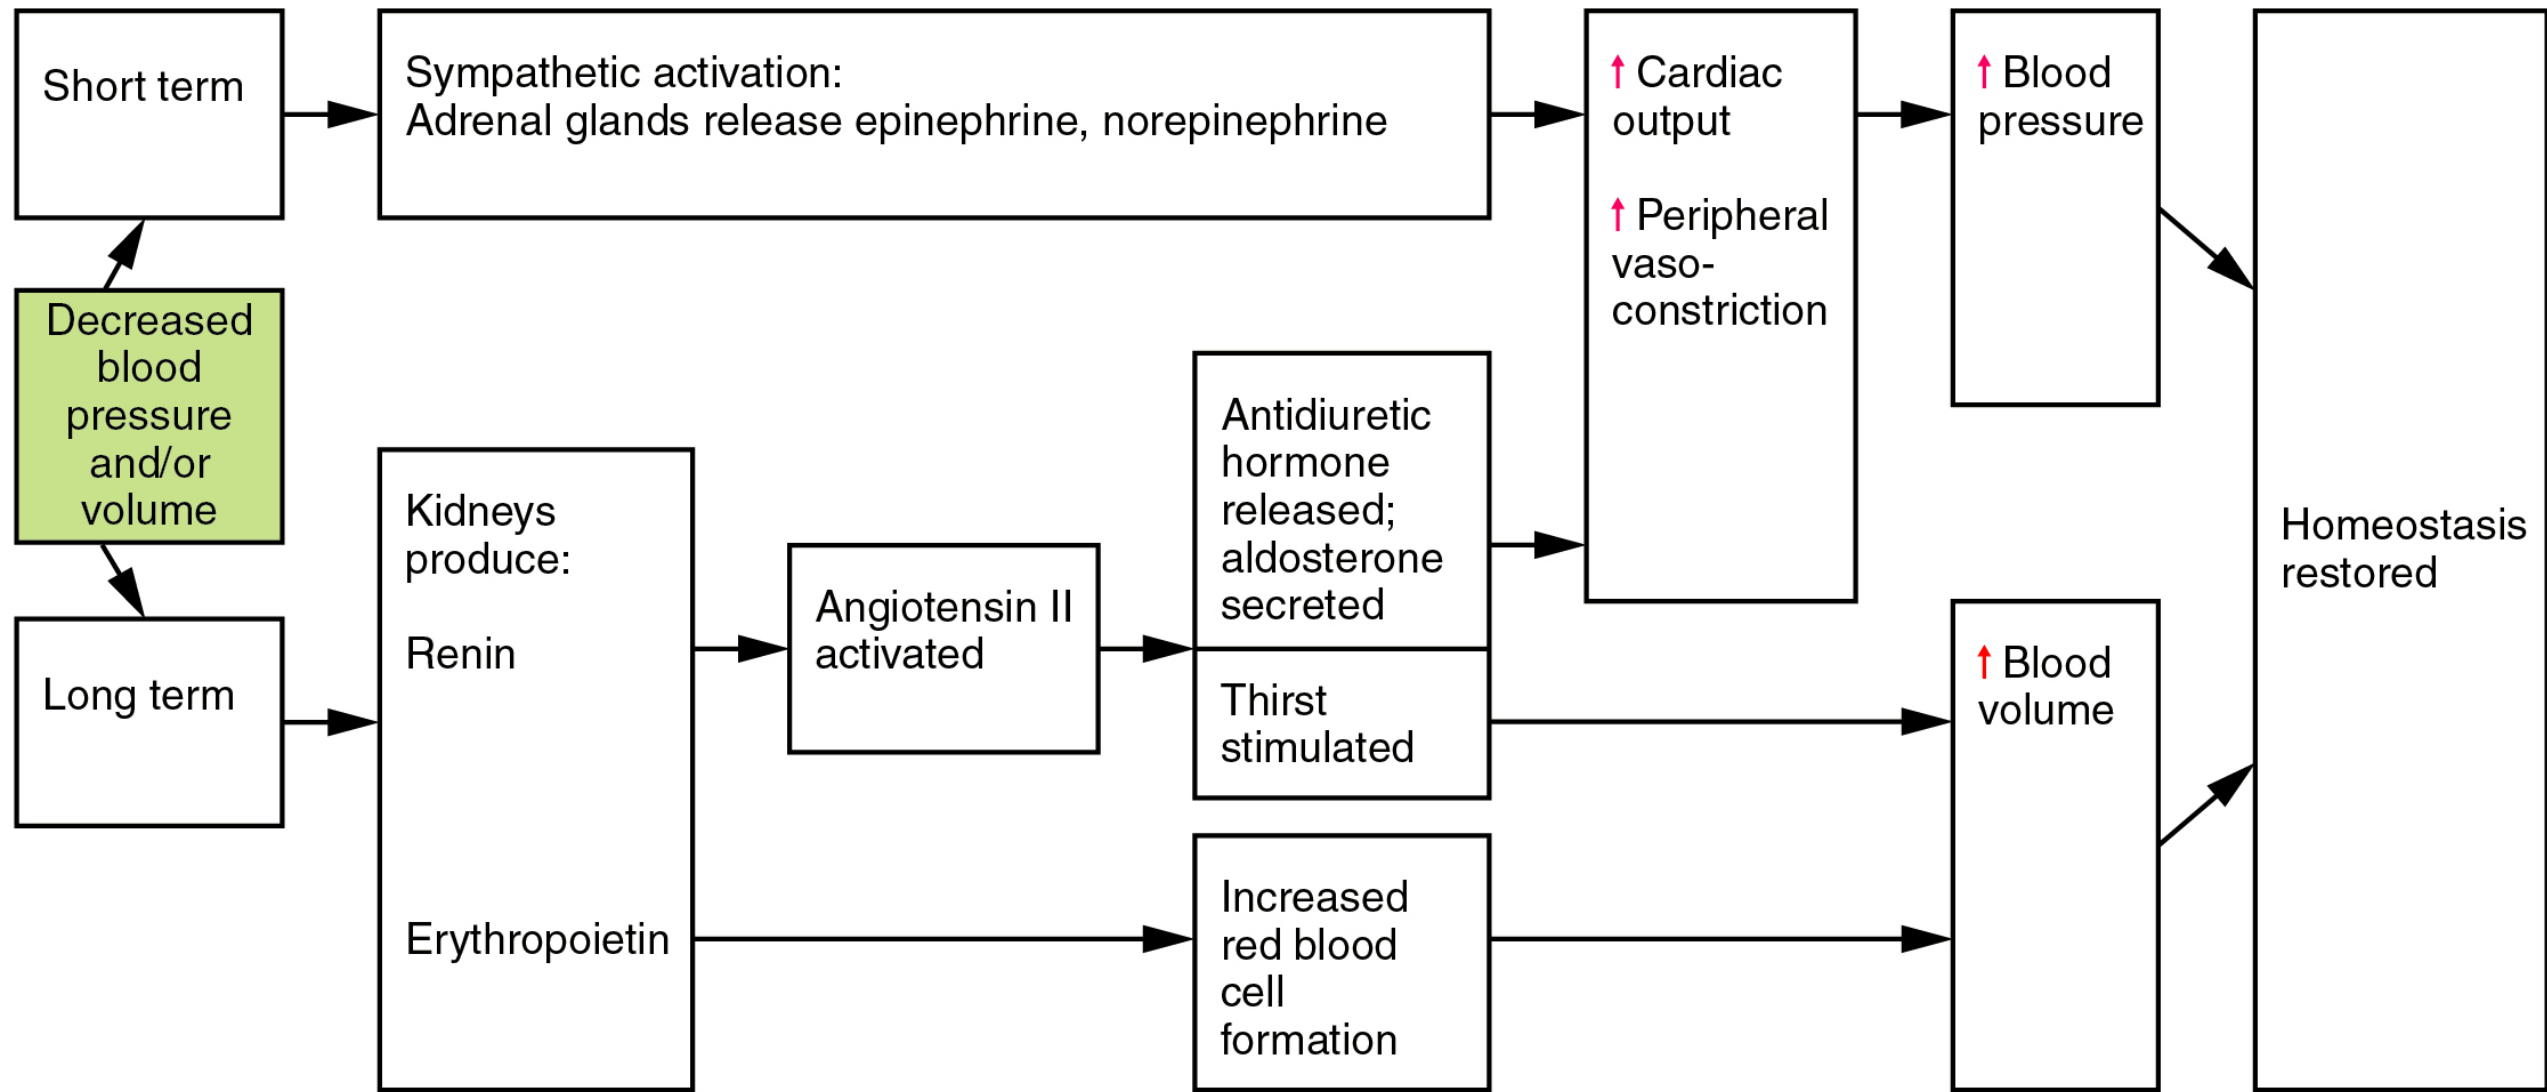 Short term
Sympathetic activation:
Adrenal glands release epinephrine, norepinephrine
↑ Cardiac
output
↑ Peripheral
vaso-
constriction
↑ Blood
pressure
Decreased
blood
pressure
and/or
volume
Long term
Kidneys
produce:
Renin
Erythropoietin
Angiotensin II
activated
Antidiuretic
hormone
released;
aldosterone
secreted
Thirst
stimulated
Increased
red blood
cell
formation
↑ Blood
volume
Homeostasis
restored